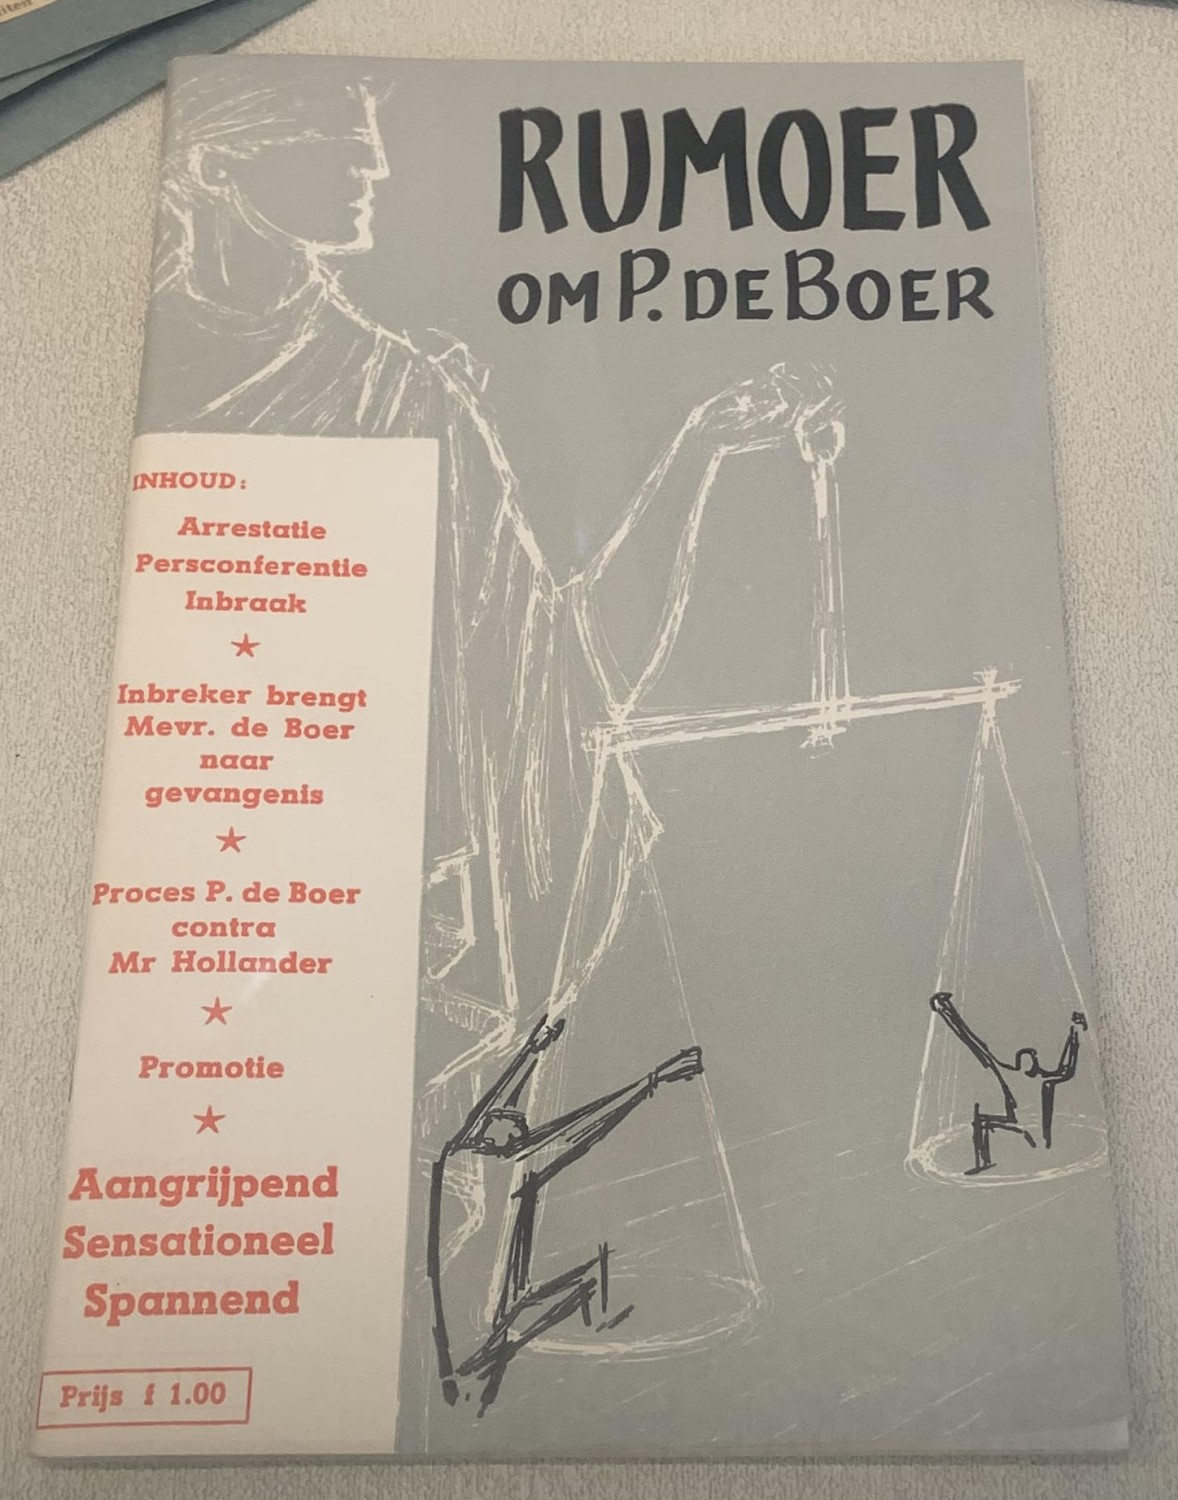 iten
RUMOER
OM P. DE BOER
INHOUD:
Arrestatie
Persconferentie
Inbraak
Inbreker brengt
Mevr. de Boer
naar
gevangenis
Proces P. de Boer
contra
Mr Hollander
Promotie
Aangrijpend
Sensationeel
Spannend
Prijs f 1.00